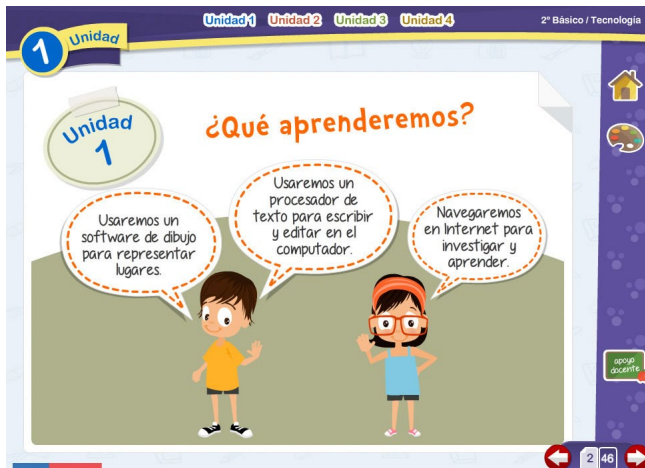 Unidad 1 Unidad 2 Unidad 3 Unidad 4
2º Básico / Tecnología
1 Unidad
Unidad
1
¿Qué aprenderemos?
Usaremos un
software de dibujo
para representar
lugares.
Usaremos un
procesador de
texto para escribir
y editar en el
computador.
Navegaremos
en Internet para
investigar y
aprender.
apoyo
docente
2 46